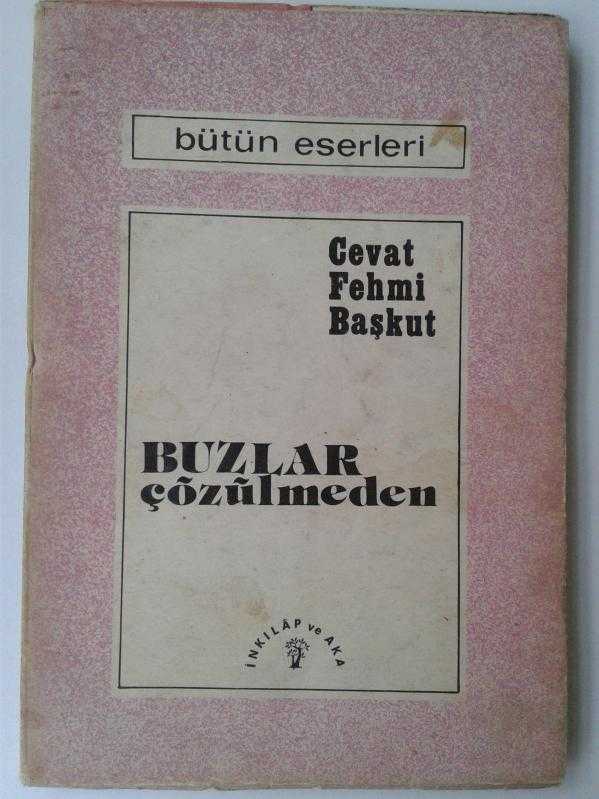 bütün eserleri
Cevat
Fehmi
Başkut
BUZLAR
çözülmeden
İNKILÂP ve AKA